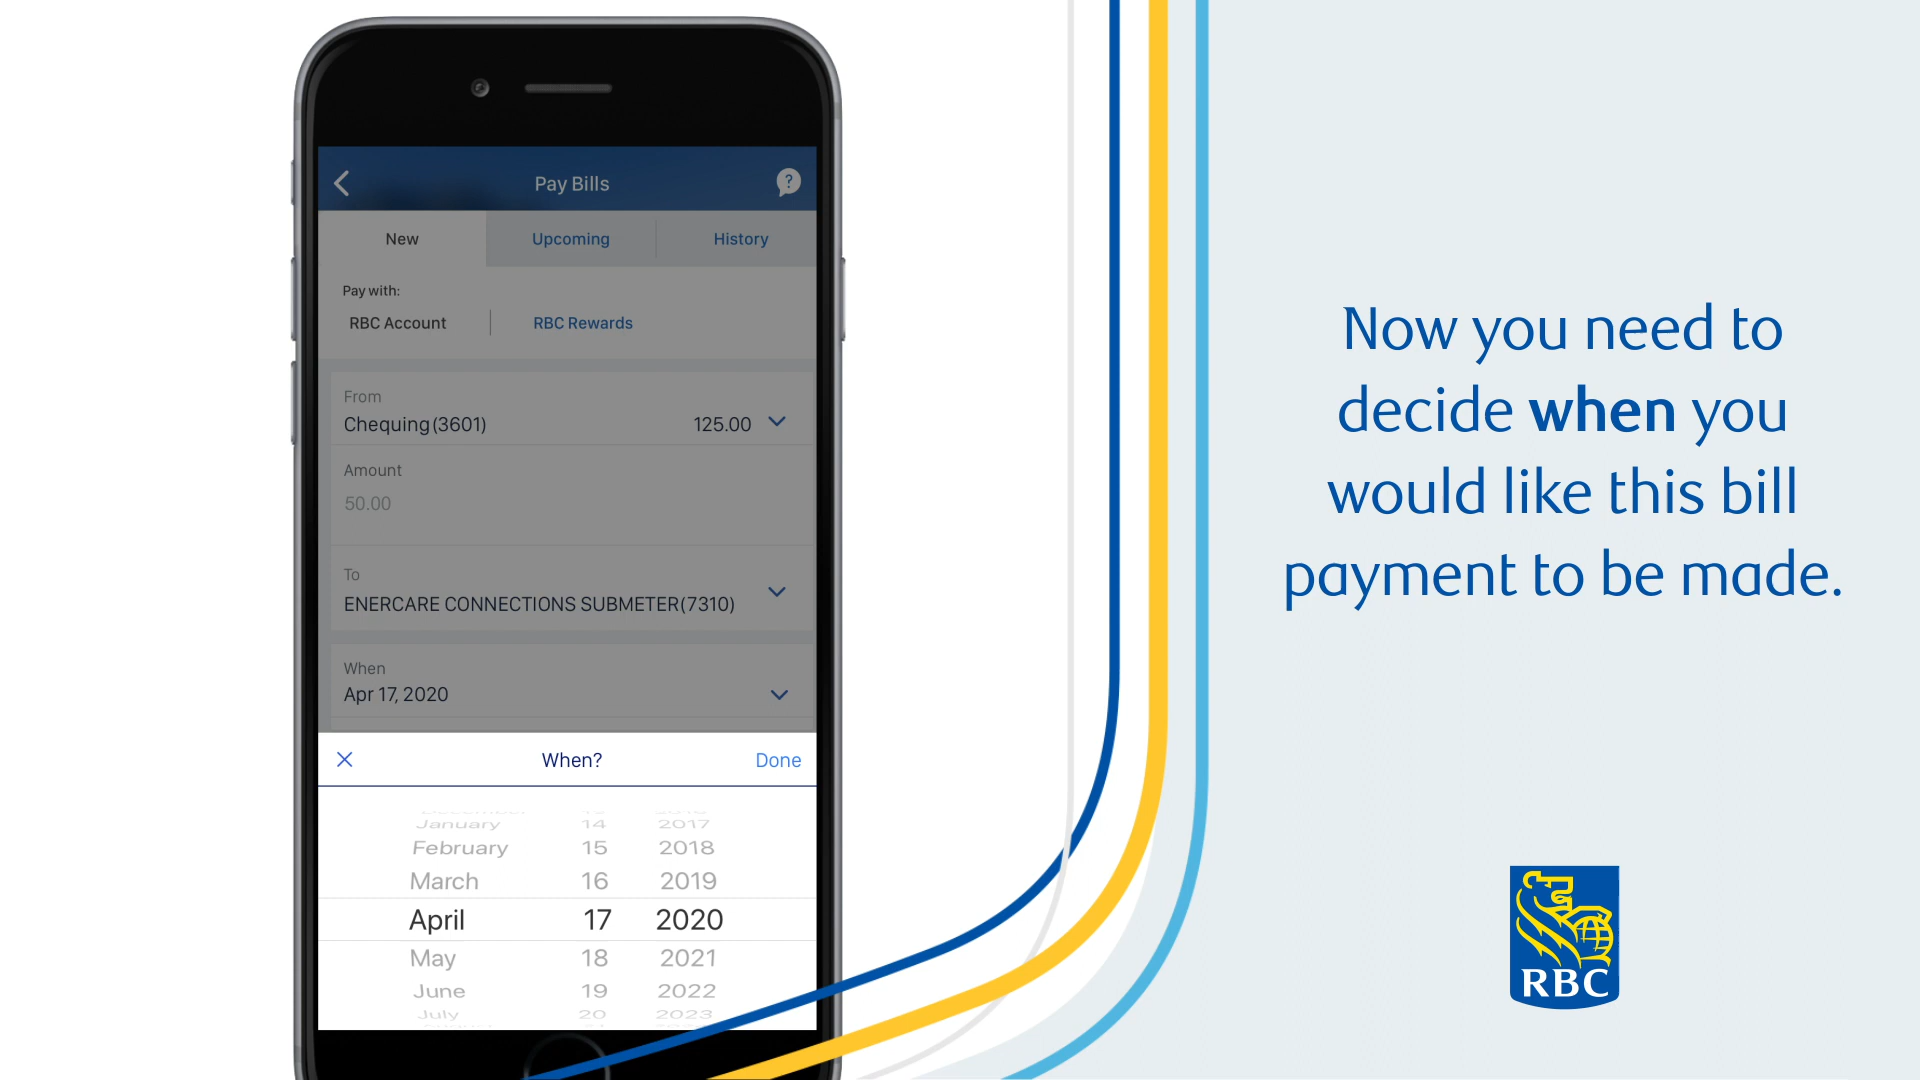 Pay Bills
?
New Upcoming History
Pay with:
RBC Account RBC Rewards
From
Chequing(3601) 125.00
Amount
50.00
To
ENERCARE CONNECTIONS SUBMETER(7310)
When
Apr 17, 2020
When? Done
January 14 2017
February 15 2018
March 16 2019
April 17 2020
May 18 2021
June 19 2022
July 20 2023
Now you need to
decide when you
would like this bill
payment to be made.
RBC